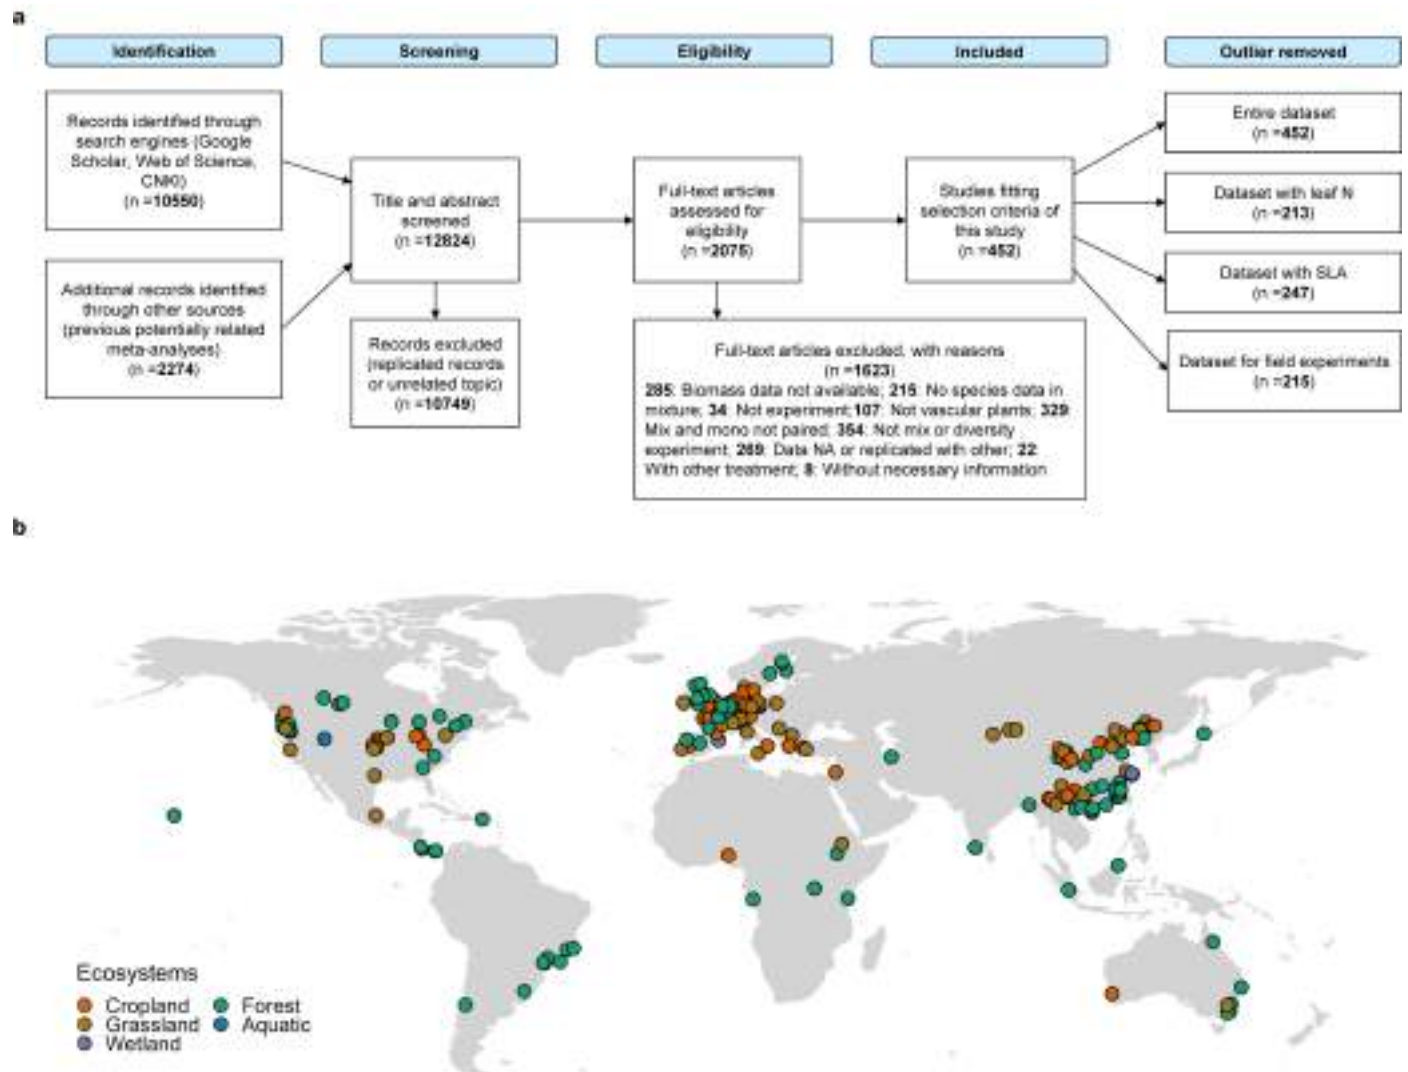 a
Identification
Screening
Eligibility
Included
Outlier removed
Records identified through
search engines (Google
Scholar, Web of Science,
CNKI)
(n =10550)
Additional records identified
through other sources
(previous potentially related
meta-analyses)
(n =2274)
Title and abstract
screened
(n =12824)
Records excluded
(replicated records
or unrelated topic)
(n =10749)
Full-text articles
assessed for
eligibility
(n =2075)
Full-text articles excluded, with reasons
(n =1623)
285: Biomass data not available; 215: No species data in
mixture; 34: Not experiment; 107: Not vascular plants; 329:
Mix and mono not paired; 354: Not mix or diversity
experiment; 269: Data NA or replicated with other; 22:
With other treatment; 8: Without necessary information
Studies fitting
selection criteria of
this study
(n =452)
Entire dataset
(n =452)
Dataset with leaf N
(n =213)
Dataset with SLA
(n =247)
Dataset for field experiments
(n =215)
b
Ecosystems
Cropland
Forest
Grassland
Aquatic
Wetland